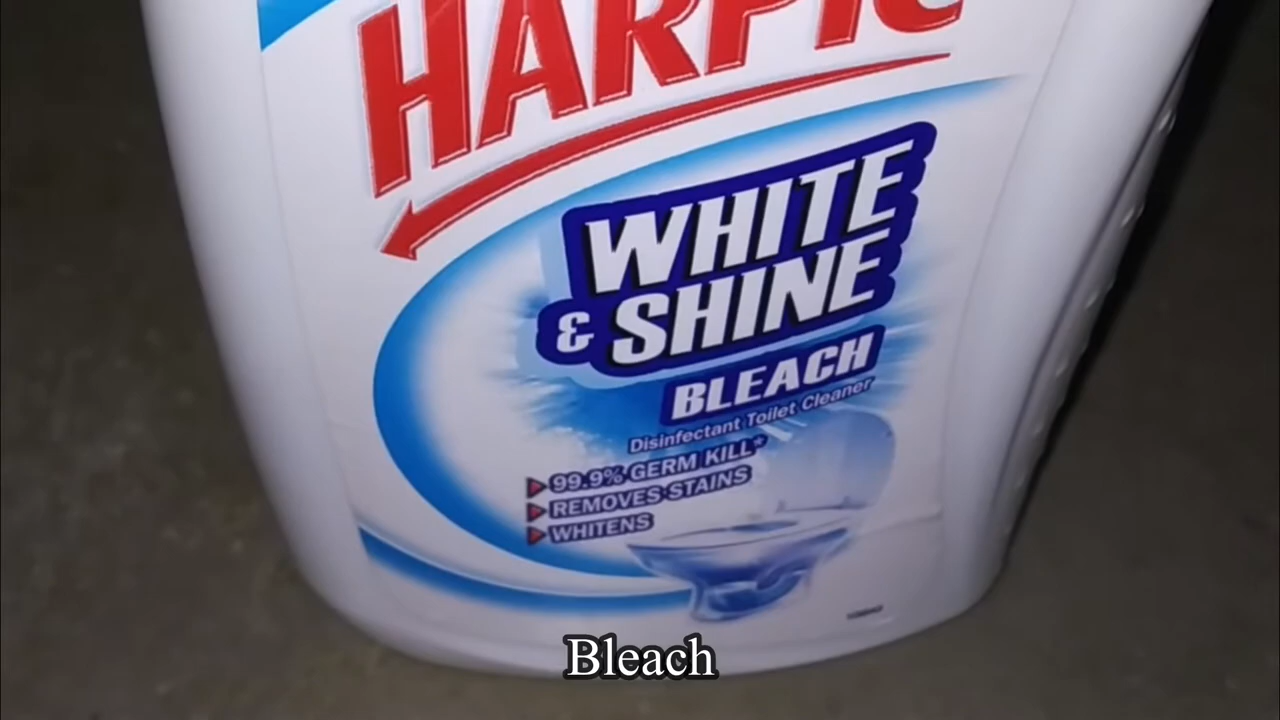 HARPIC
WHITE
& SHINE
BLEACH
Disinfectant Toilet Cleaner
99.9% GERM KILL*
REMOVES STAINS
WHITENS
Bleach